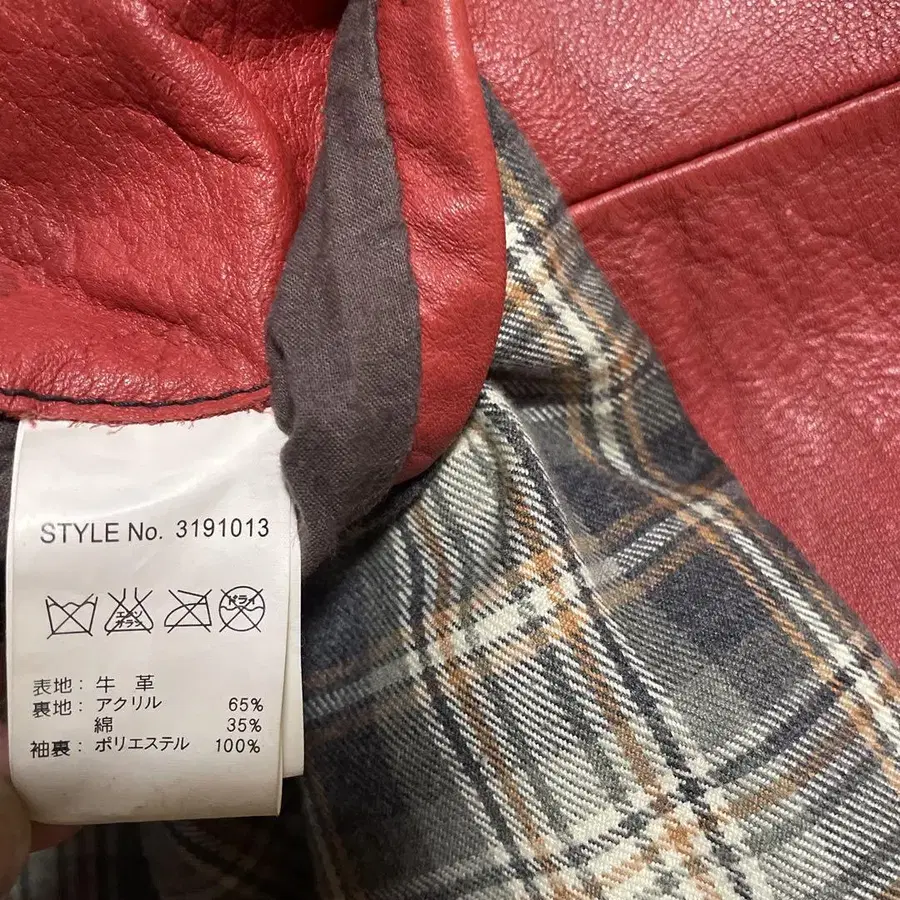 STYLE No. 3191013
エンソ
サラシ
ドライ
表地: 牛 革
裏地: アクリル 65%
綿 35%
袖裏: ポリエステル 100%